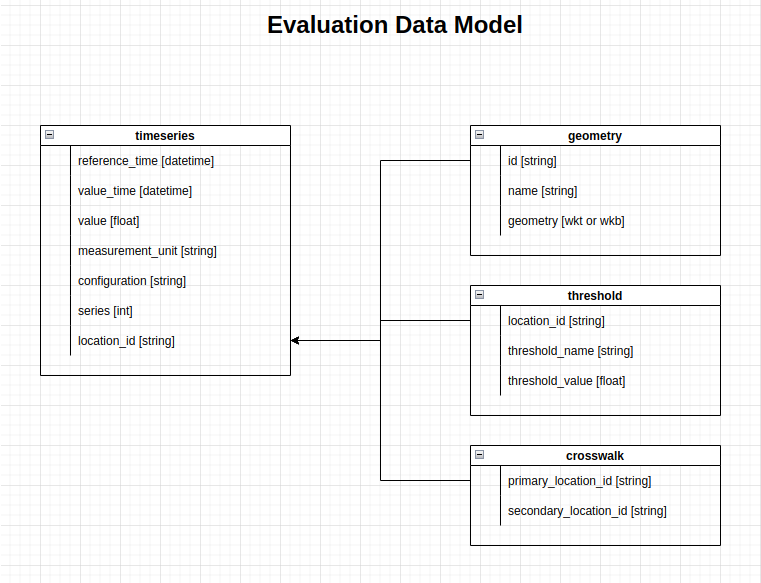 Evaluation Data Model
timeseries
reference_time [datetime]
value_time [datetime]
value [float]
measurement_unit [string]
configuration [string]
series [int]
location_id [string]
geometry
id [string]
name [string]
geometry [wkt or wkb]
threshold
location_id [string]
threshold_name [string]
threshold_value [float]
crosswalk
primary_location_id [string]
secondary_location_id [string]